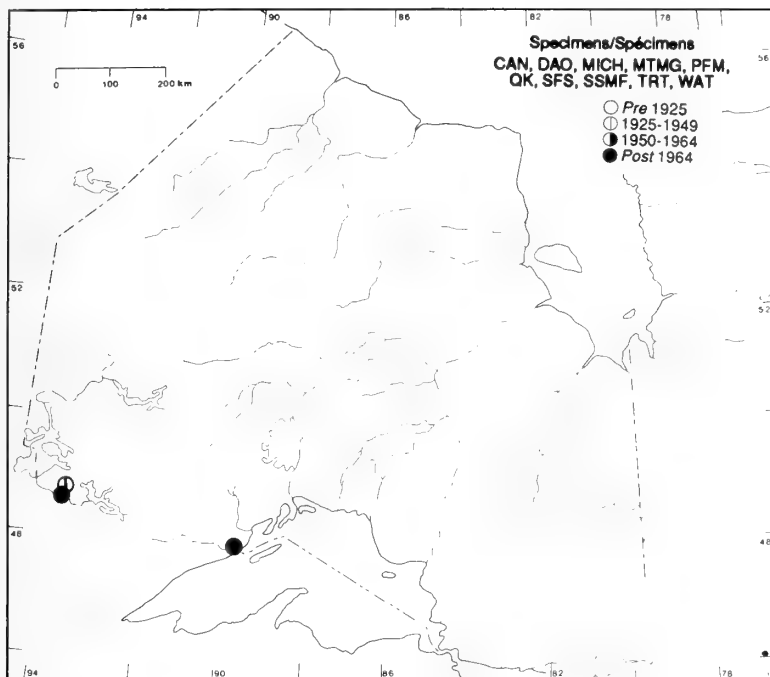 94 90 86 82 78
56 56
Specimens/Spécimens
CAN, DAO, MICH, MTMG, PFM,
QK, SFS, SSMF, TRT, WAT
0 100 200 km
Pre 1925
1925-1949
1950-1964
Post 1964
52 52
48 48
94 90 86 82 78